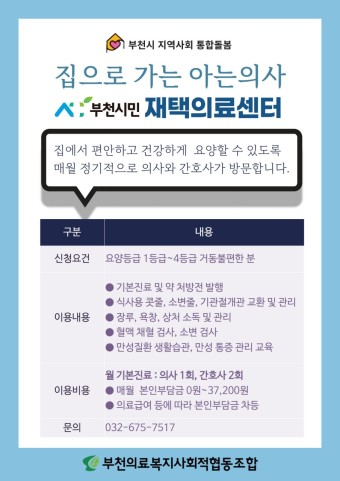 부천시 지역사회 통합돌봄
집으로 가는 아는의사
부천시민 재택의료센터
집에서 편안하고 건강하게 요양할 수 있도록
매월 정기적으로 의사와 간호사가 방문합니다.
구분 내용
신청요건 요양등급 1등급~4등급 거동불편한 분
이용내용
● 기본진료 및 약 처방전 발행
● 식사용 콧줄, 소변줄, 기관절개관 교환 및 관리
● 장루, 욕창, 상처 소독 및 관리
● 혈액 채혈 검사, 소변 검사
● 만성질환 생활습관, 만성 통증 관리 교육
이용비용
월 기본진료 : 의사 1회, 간호사 2회
● 매월 본인부담금 0원~37,200원
● 의료급여 등에 따라 본인부담금 차등
문의 032-675-7517
부천의료복지사회적협동조합